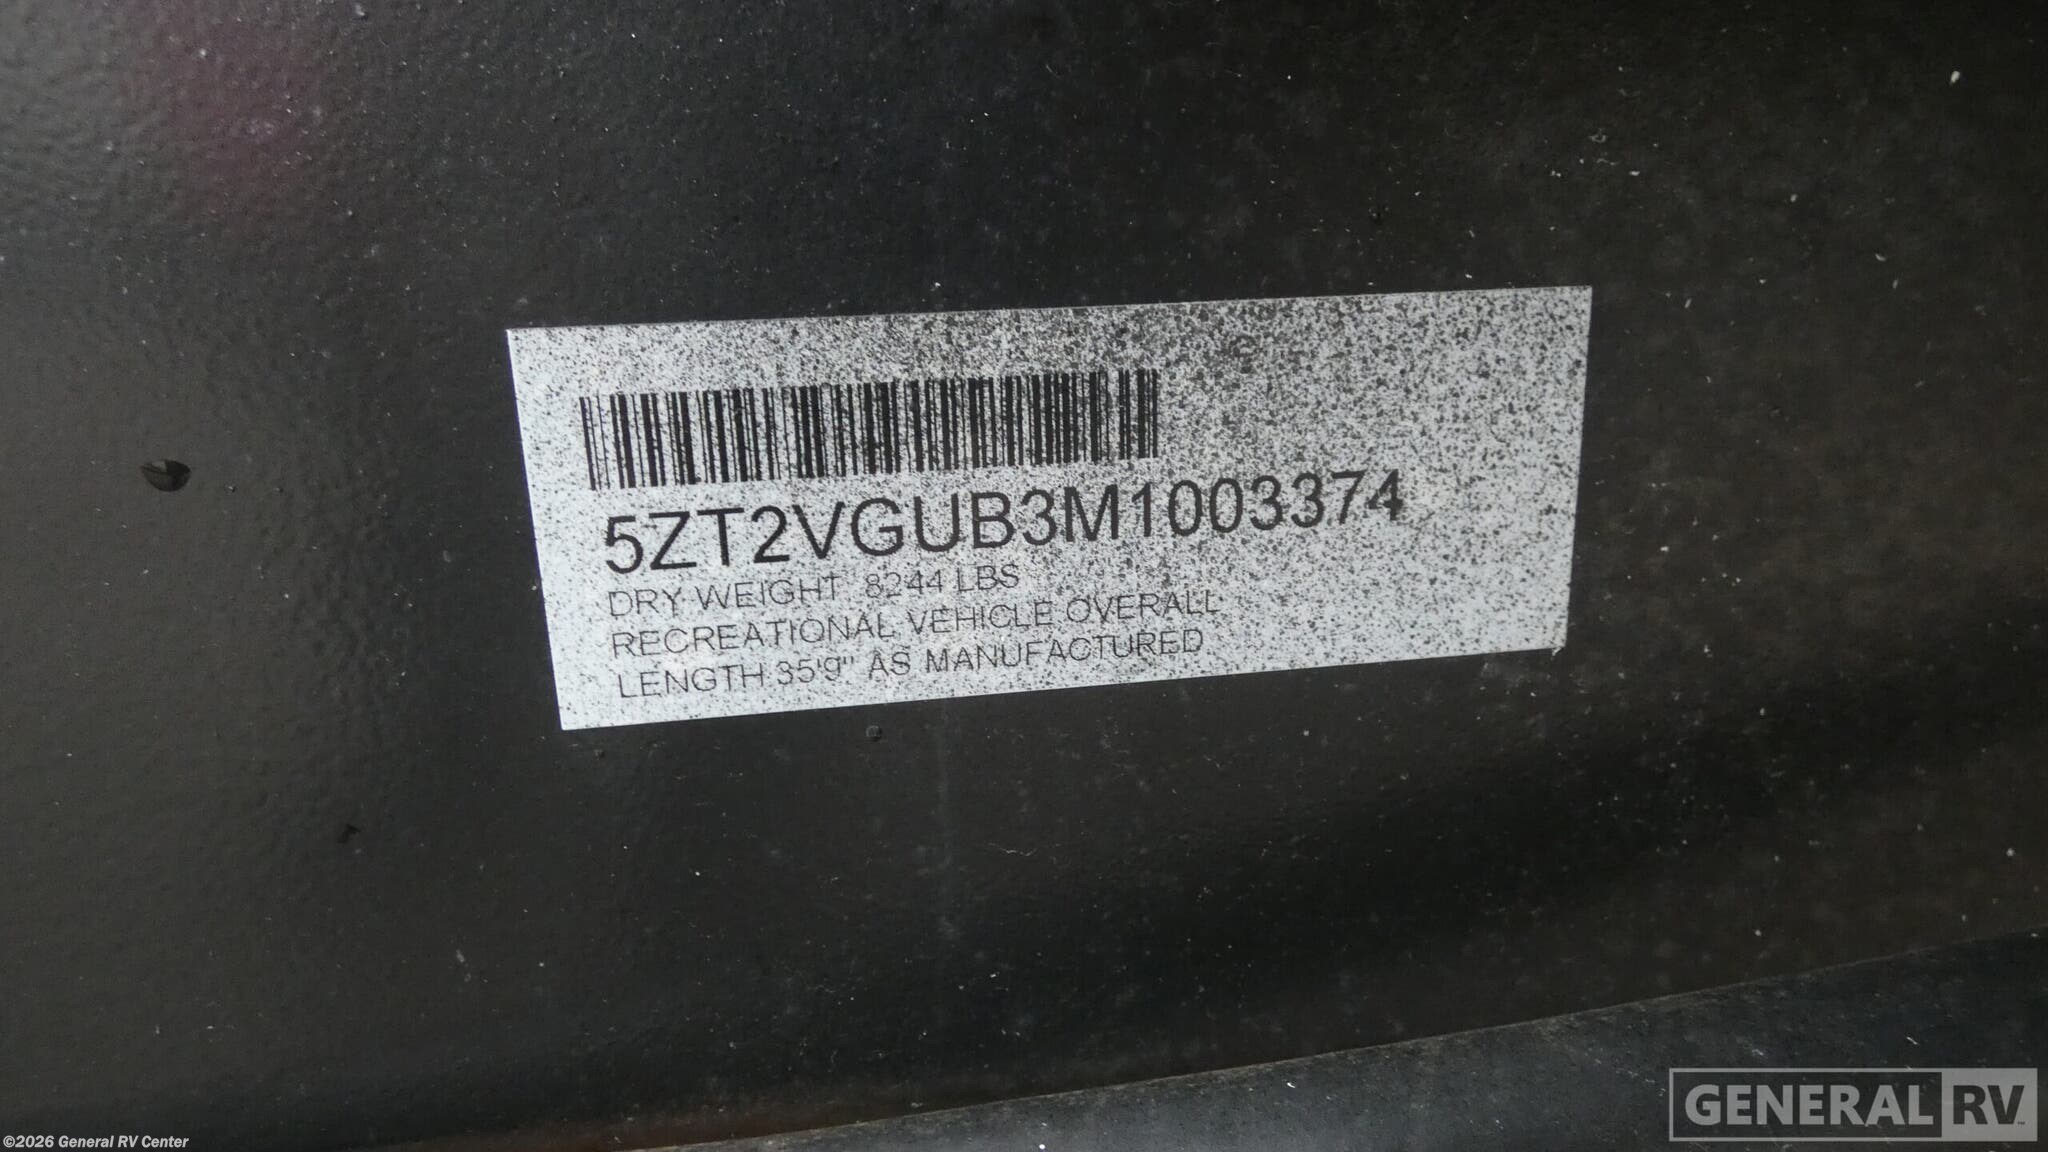 5ZT2VGUB3M1003374
DRY WEIGHT 8244 LBS
RECREATIONAL VEHICLE OVERALL
LENGTH 35'9" AS MANUFACTURED
GENERAL RV
©2026 General RV Center